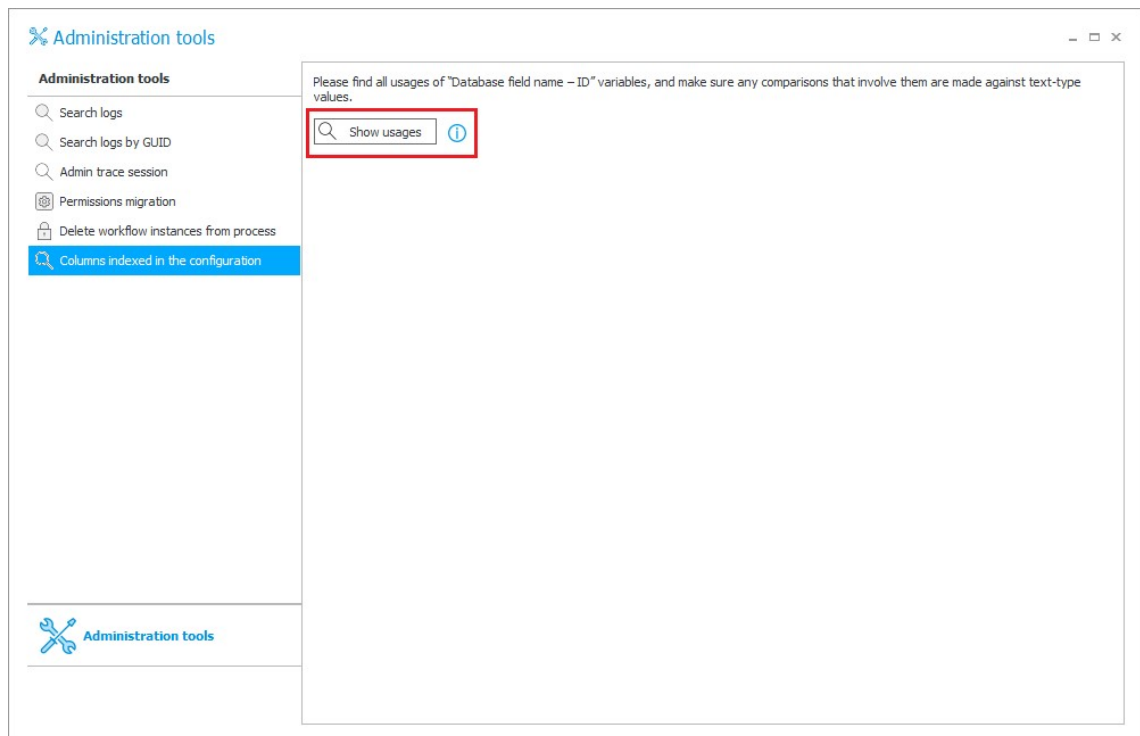 Administration tools
Administration tools
Search logs
Search logs by GUID
Admin trace session
Permissions migration
Delete workflow instances from process
Columns indexed in the configuration
Administration tools
Please find all usages of "Database field name – ID" variables, and make sure any comparisons that involve them are made against text-type
values.
Show usages